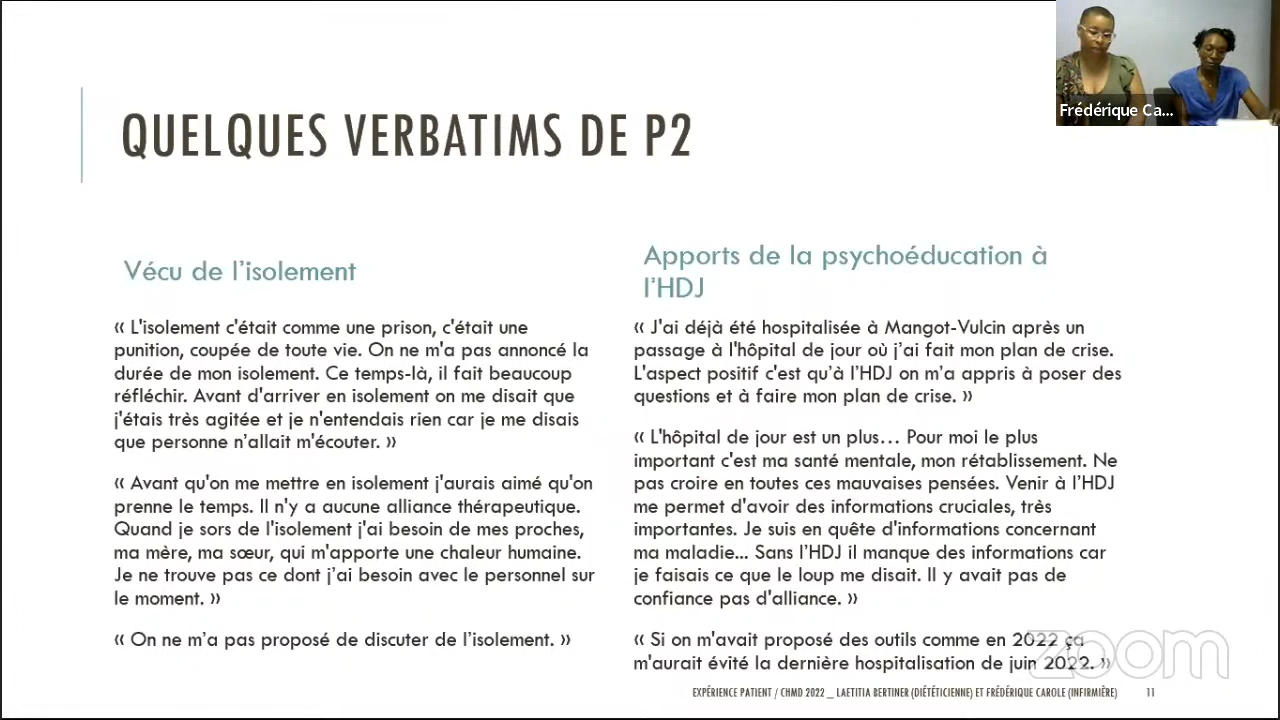 QUELQUES VERBATIMS DE P2
Frédérique Ca...
Vécu de l'isolement
« L'isolement c'était comme une prison, c'était une
punition, coupée de toute vie. On ne m'a pas annoncé la
durée de mon isolement. Ce temps-là, il fait beaucoup
réfléchir. Avant d'arriver en isolement on me disait que
j'étais très agitée et je n'entendais rien car je me disais
que personne n'allait m'écouter. »
« Avant qu'on me mettre en isolement j'aurais aimé qu'on
prenne le temps. Il n'y a aucune alliance thérapeutique.
Quand je sors de l'isolement j'ai besoin de mes proches,
ma mère, ma sœur, qui m'apporte une chaleur humaine.
Je ne trouve pas ce dont j'ai besoin avec le personnel sur
le moment. »
« On ne m'a pas proposé de discuter de l'isolement. »
Apports de la psychoéducation à
l'HDJ
« J'ai déjà été hospitalisée à Mangot-Vulcin après un
passage à l'hôpital de jour où j'ai fait mon plan de crise.
L'aspect positif c'est qu'à l'HDJ on m'a appris à poser des
questions et à faire mon plan de crise. »
« L'hôpital de jour est un plus… Pour moi le plus
important c'est ma santé mentale, mon rétablissement. Ne
pas croire en toutes ces mauvaises pensées. Venir à l'HDJ
me permet d'avoir des informations cruciales, très
importantes. Je suis en quête d'informations concernant
ma maladie... Sans l'HDJ il manque des informations car
je faisais ce que le loup me disait. Il y avait pas de
confiance pas d'alliance. »
« Si on m'avait proposé des outils comme en 2022 ça
m'aurait évité la dernière hospitalisation de juin 2022. »
zoom
EXPÉRIENCE PATIENT / CHMD 2022 _ LAETITIA BERTINER (DIÉTÉTICIENNE) ET FRÉDÉRIQUE CAROLE (INFIRMIÈRE)
11